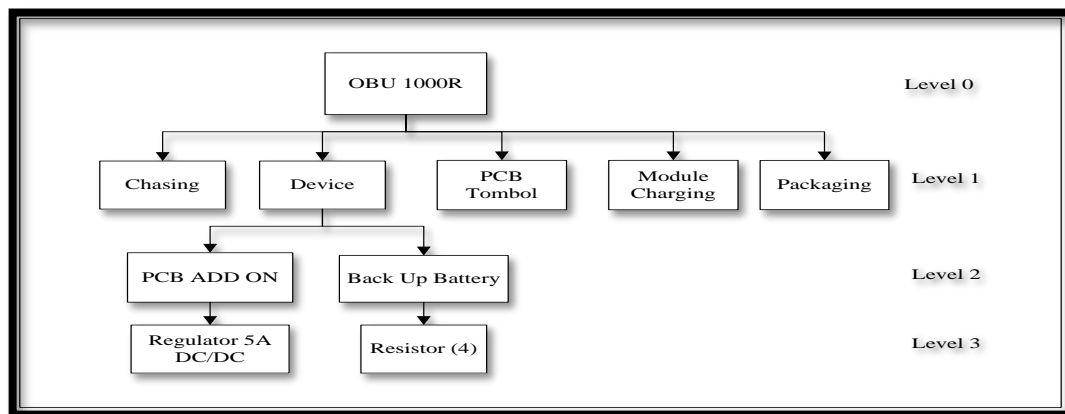 OBU 1000R
Level 0
Chasing
Device
PCB
Tombol
Module
Charging
Packaging
Level 1
PCB ADD ON
Back Up Battery
Level 2
Regulator 5A
DC/DC
Resistor (4)
Level 3